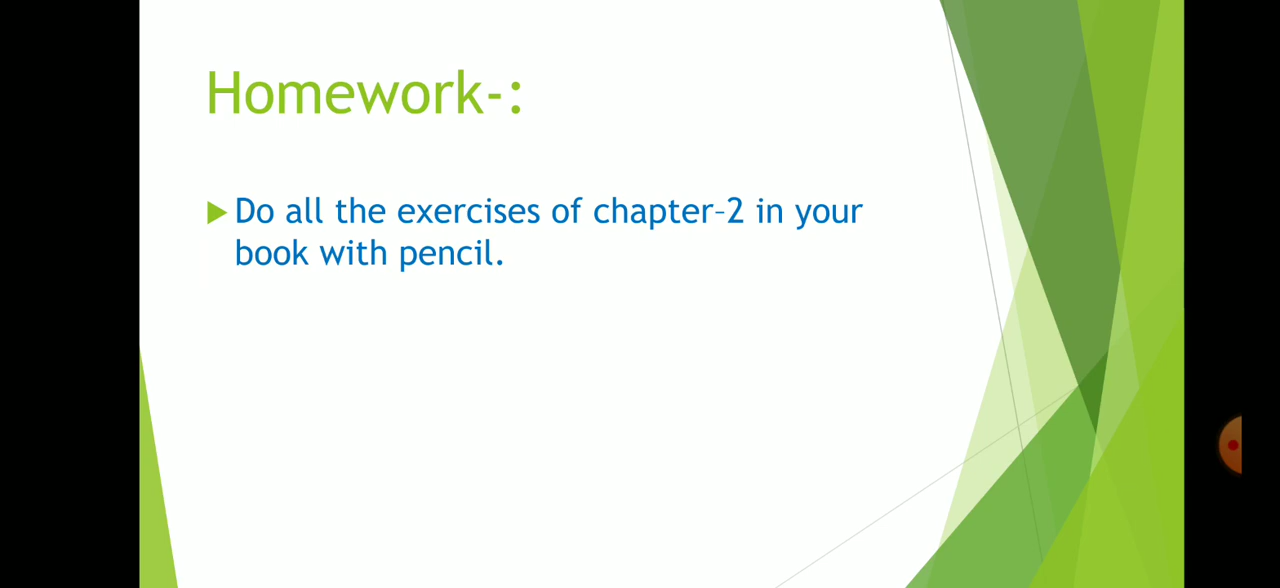 Homework-:
Do all the exercises of chapter-2 in your
book with pencil.